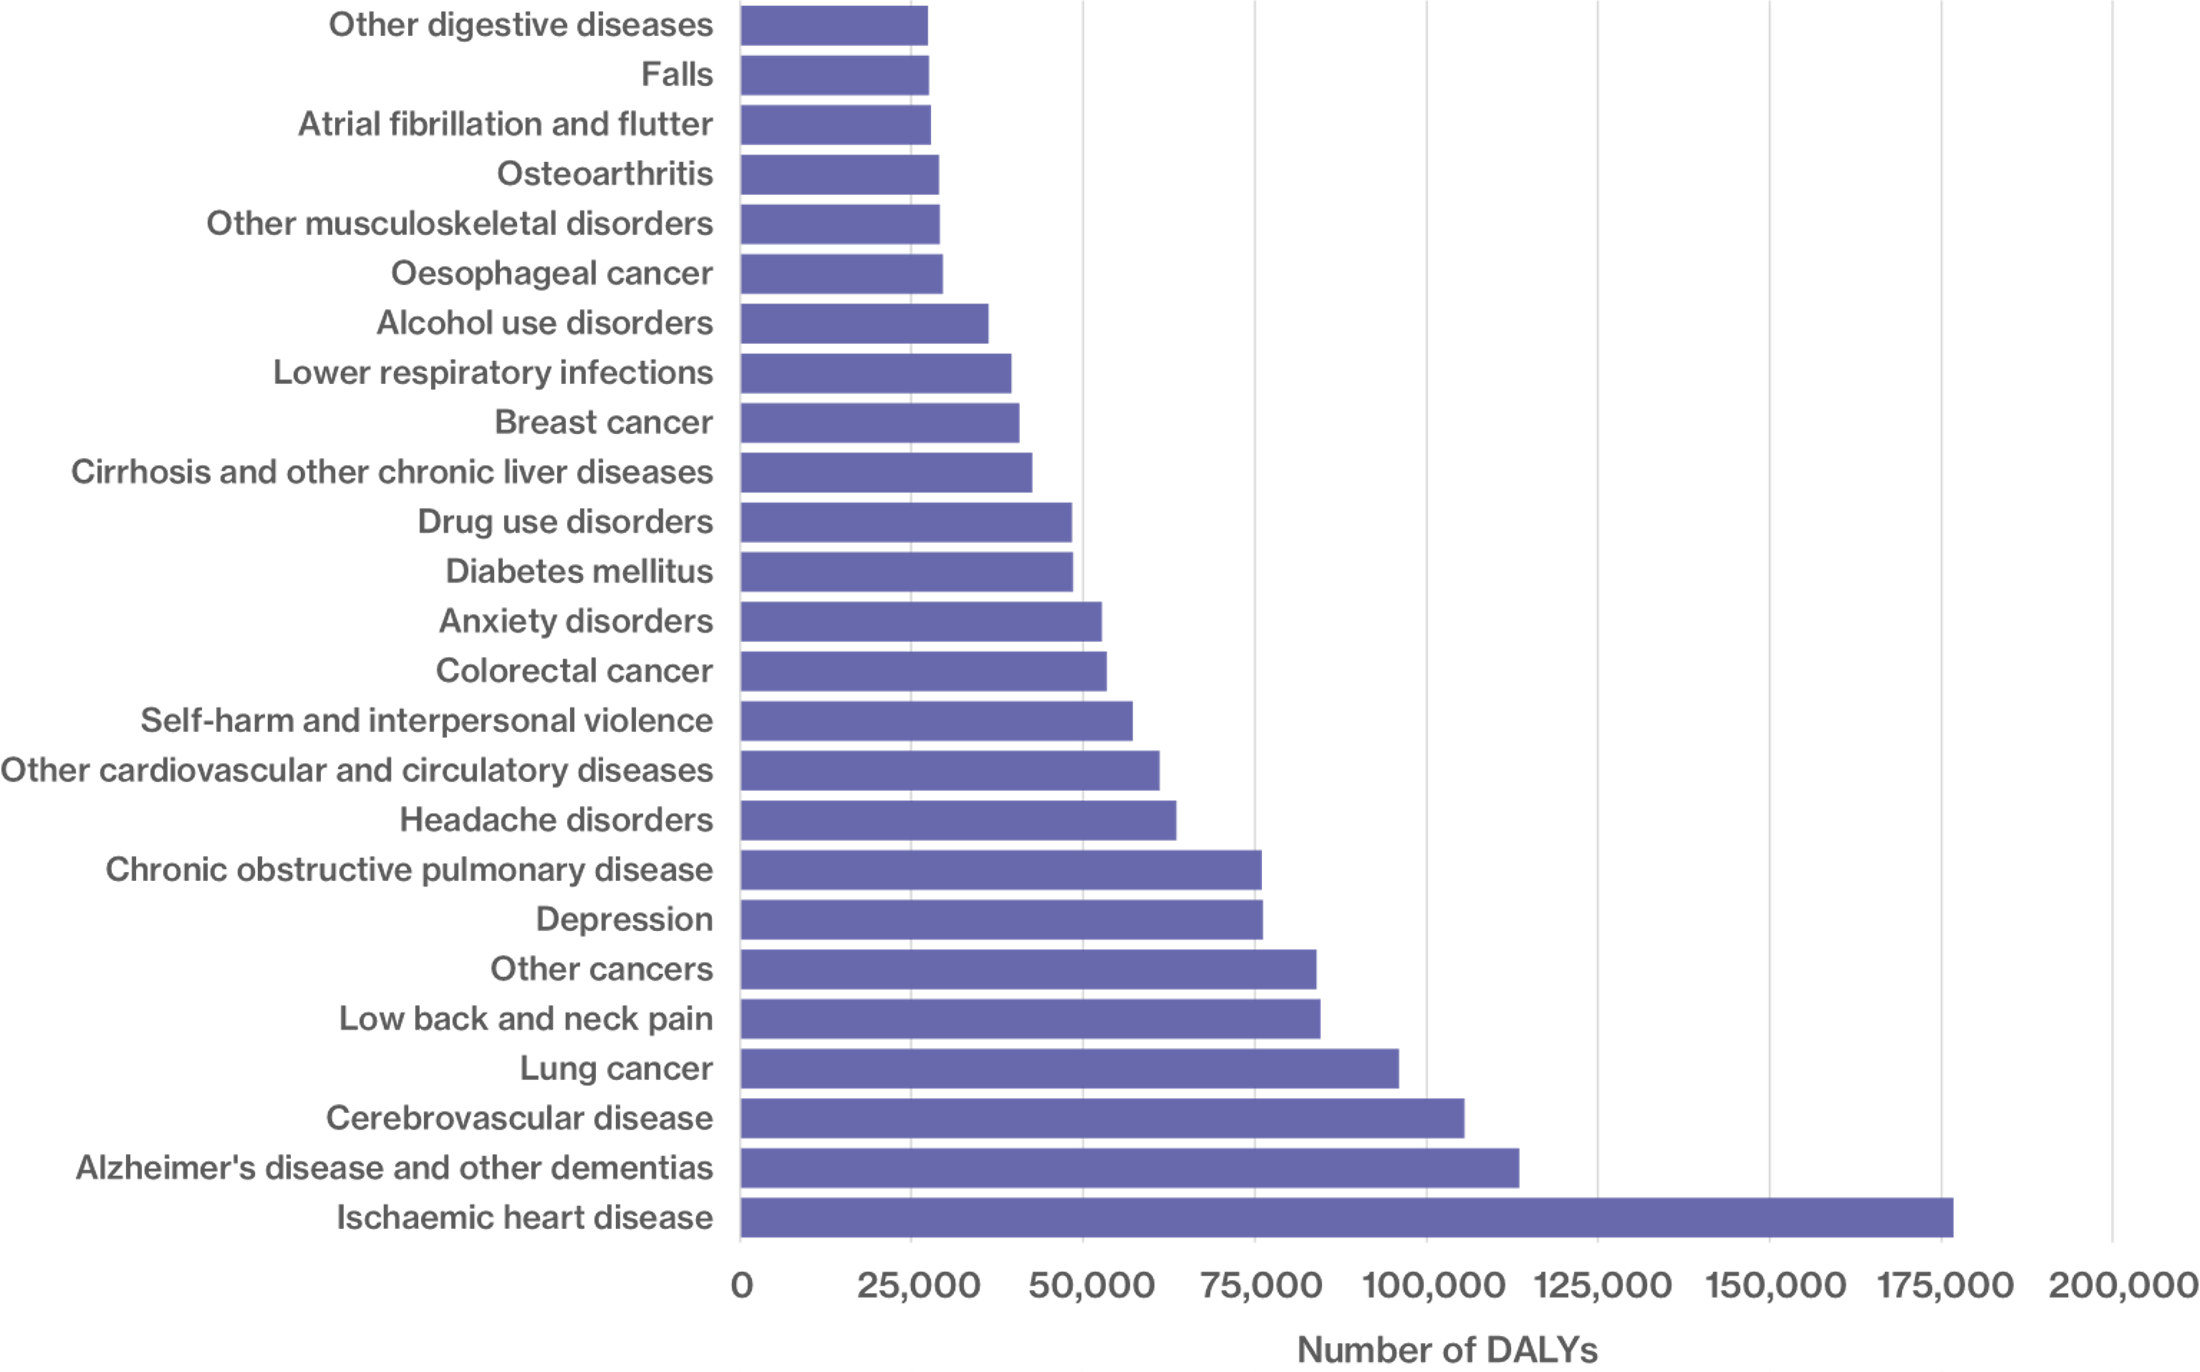 Other digestive diseases
Falls
Atrial fibrillation and flutter
Osteoarthritis
Other musculoskeletal disorders
Oesophageal cancer
Alcohol use disorders
Lower respiratory infections
Breast cancer
Cirrhosis and other chronic liver diseases
Drug use disorders
Diabetes mellitus
Anxiety disorders
Colorectal cancer
Self-harm and interpersonal violence
Other cardiovascular and circulatory diseases
Headache disorders
Chronic obstructive pulmonary disease
Depression
Other cancers
Low back and neck pain
Lung cancer
Cerebrovascular disease
Alzheimer's disease and other dementias
Ischaemic heart disease
0 25,000 50,000 75,000 100,000 125,000 150,000 175,000 200,000
Number of DALYs